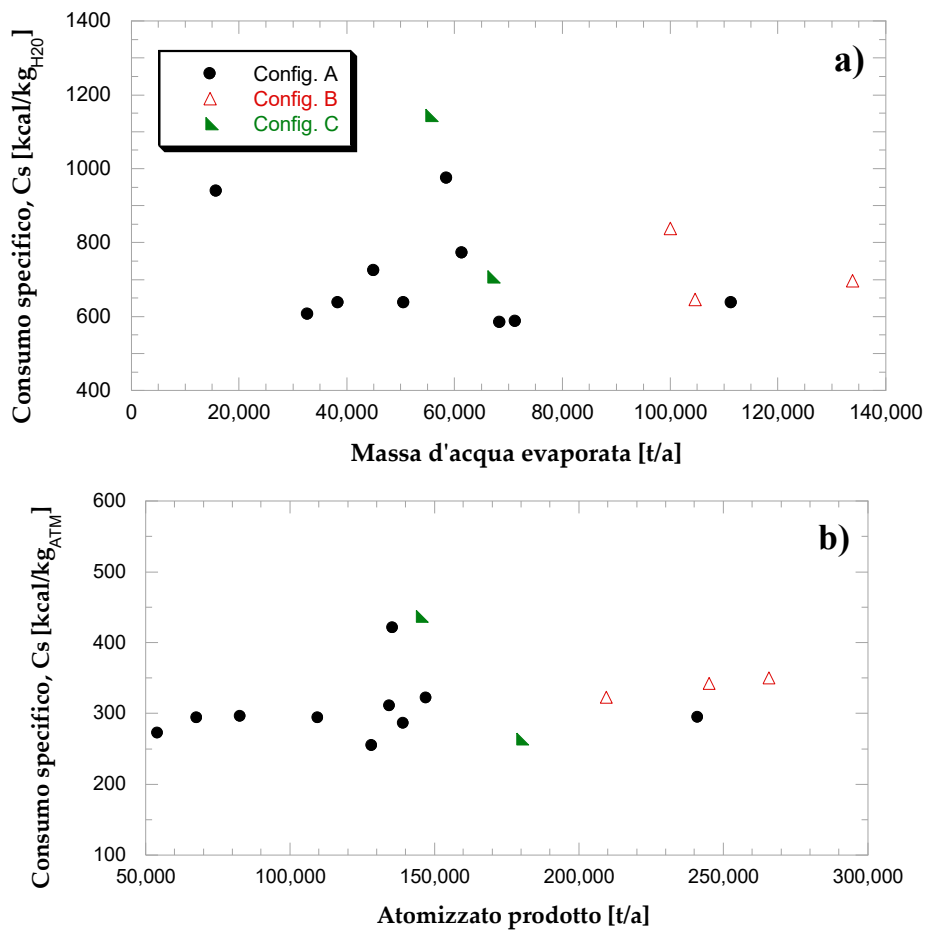 1400
1200
1000
800
600
400
Consumo specifico, Cs [kcal/kgH20]
a)
Config. A
Config. B
Config. C
0 20,000 40,000 60,000 80,000 100,000 120,000 140,000
Massa d'acqua evaporata [t/a]
600
500
400
300
200
100
Consumo specifico, Cs [kcal/kgATM]
b)
50,000 100,000 150,000 200,000 250,000 300,000
Atomizzato prodotto [t/a]